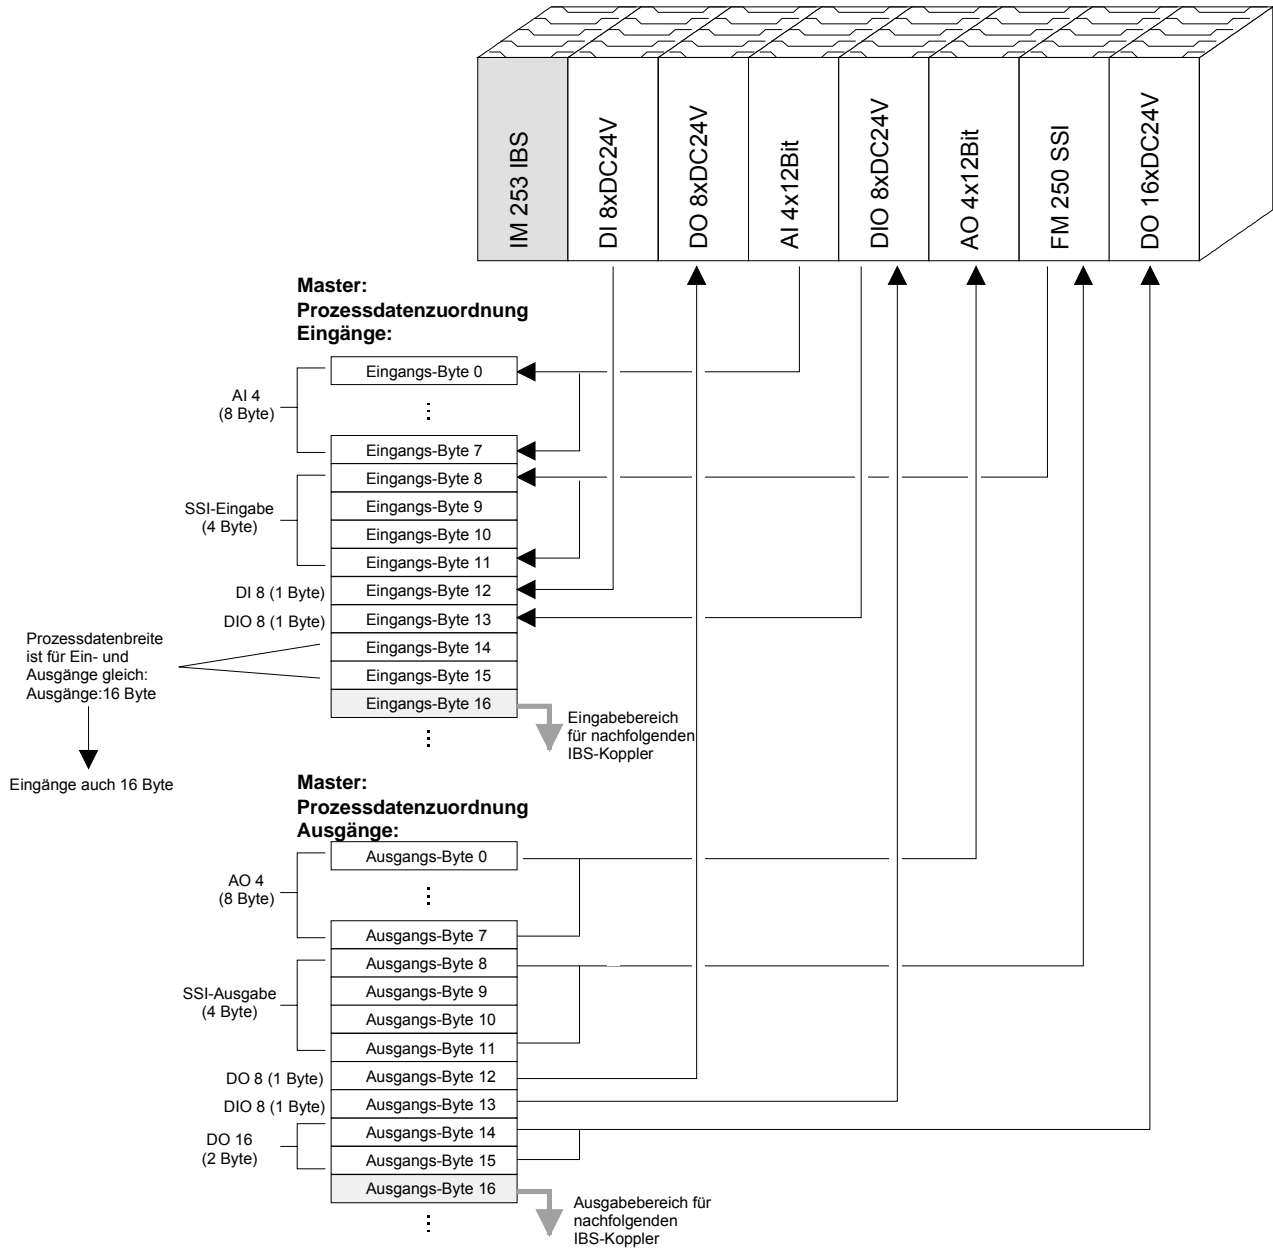 IM 253 IBS
DI 8xDC24V
DO 8xDC24V
AI 4x12Bit
DIO 8xDC24V
AO 4x12Bit
FM 250 SSI
DO 16xDC24V
Master:
Prozessdatenzuordnung
Eingänge:
Eingangs-Byte 0
AI 4
(8 Byte)
Eingangs-Byte 7
Eingangs-Byte 8
SSI-Eingabe
(4 Byte)
Eingangs-Byte 9
Eingangs-Byte 10
Eingangs-Byte 11
DI 8 (1 Byte)
Eingangs-Byte 12
DIO 8 (1 Byte)
Eingangs-Byte 13
Prozessdatenbreite
ist für Ein- und
Ausgänge gleich:
Ausgänge:16 Byte
Eingänge auch 16 Byte
Eingangs-Byte 14
Eingangs-Byte 15
Eingangs-Byte 16
Eingabebereich
für nachfolgenden
IBS-Koppler
Master:
Prozessdatenzuordnung
Ausgänge:
Ausgangs-Byte 0
AO 4
(8 Byte)
Ausgangs-Byte 7
Ausgangs-Byte 8
SSI-Ausgabe
(4 Byte)
Ausgangs-Byte 9
Ausgangs-Byte 10
Ausgangs-Byte 11
DO 8 (1 Byte)
Ausgangs-Byte 12
DIO 8 (1 Byte)
Ausgangs-Byte 13
DO 16
(2 Byte)
Ausgangs-Byte 14
Ausgangs-Byte 15
Ausgangs-Byte 16
Ausgabebereich für
nachfolgenden
IBS-Koppler